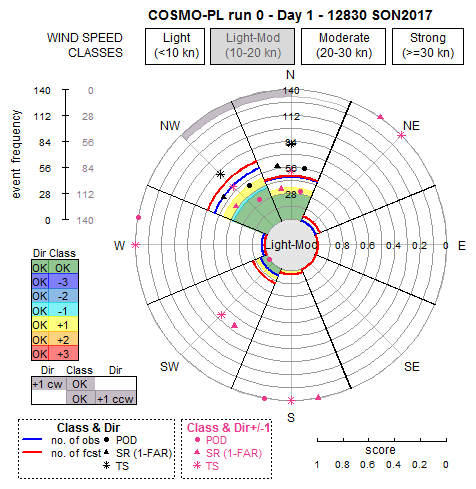 COSMO-PL run 0 - Day 1 - 12830 SON2017
WIND SPEED CLASSES
Light (<10 kn)
Light-Mod (10-20 kn)
Moderate (20-30 kn)
Strong (>=30 kn)
N
NE
E
SE
S
SW
W
NW
140
112
84
56
28
Light-Mod
0.8 0.6 0.4 0.2 0
event frequency
140 0
112 28
84 56
56 84
28 112
0 140
Dir Class
OK OK
OK -3
OK -2
OK -1
OK +1
OK +2
OK +3
Dir Class Dir
+1 cw OK
OK +1 ccw
Class & Dir
no. of obs POD
no. of fcst SR (1-FAR)
TS
Class & Dir+/-1
POD
SR (1-FAR)
TS
score
1 0.8 0.6 0.4 0.2 0